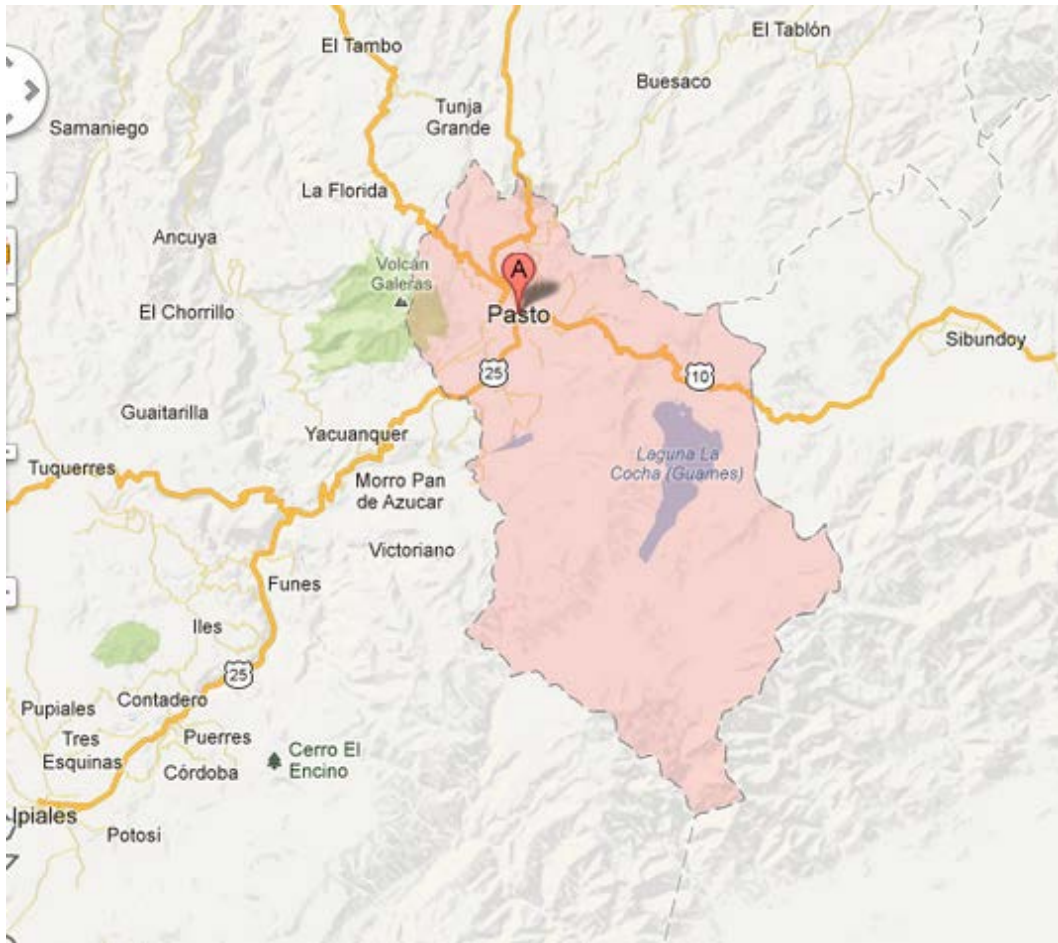 El Tablón
El Tambo
Buesaco
Tunja
Grande
Samaniego
La Florida
Ancuya
Volcán
Galeras
A
El Chorrillo
Pasto
Sibundoy
25
10
Guaitarilla
Yacuanquer
Laguna La
Cocha (Guames)
Tuquerres
Morro Pan
de Azucar
Victoriano
Funes
Iles
25
Contadero
Pupiales
Tres
Esquinas
Puerres
Córdoba
Cerro El
Encino
Ipiales
Potosí